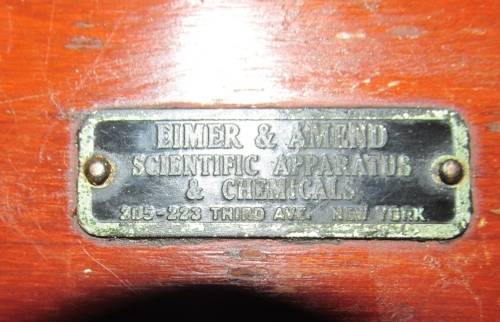 EIMER & AMEND
SCIENTIFIC APPARATUS
& CHEMICALS
205-223 THIRD AVE. NEW YORK